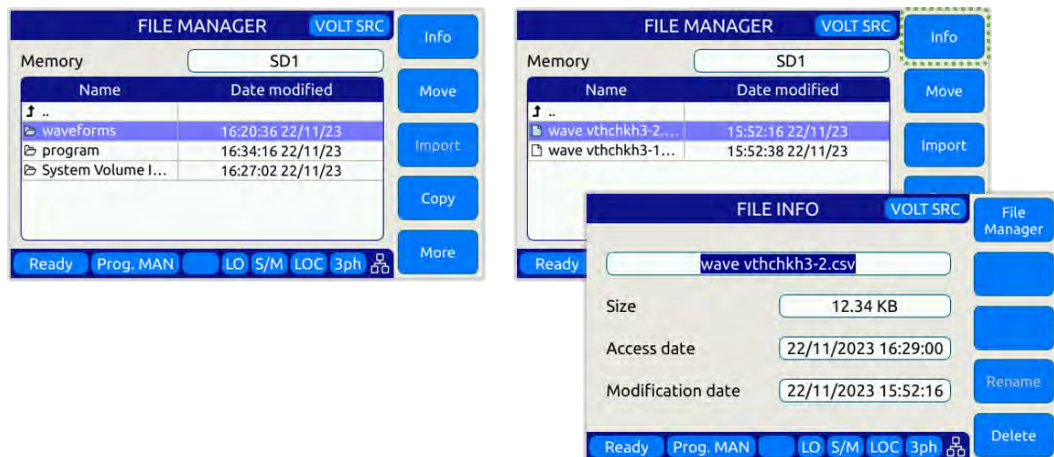 FILE MANAGER VOLT SRC Info
Memory SD1
Name Date modified Move
..
waveforms 16:20:36 22/11/23
program 16:34:16 22/11/23 Import
System Volume I... 16:27:02 22/11/23
Copy
More
Ready Prog. MAN LO S/M LOC 3ph
FILE MANAGER VOLT SRC Info
Memory SD1
Name Date modified Move
..
wave vthchkh3-2.... 15:52:16 22/11/23
wave vthchkh3-1... 15:52:38 22/11/23 Import
Ready
FILE INFO VOLT SRC File Manager
wave vthchkh3-2.csv
Size 12.34 KB
Access date 22/11/2023 16:29:00
Modification date 22/11/2023 15:52:16 Rename
Delete
Ready Prog. MAN LO S/M LOC 3ph